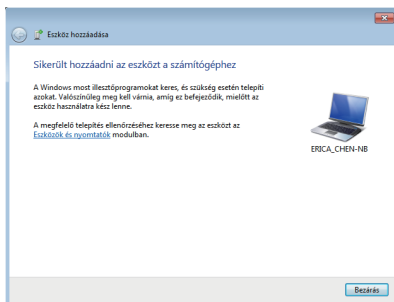 Eszköz hozzáadása
Sikerült hozzáadni az eszközt a számítógéphez
A Windows most illesztőprogramokat keres, és szükség esetén telepíti
azokat. Valószínűleg meg kell várnia, amíg ez befejeződik, mielőtt az
eszköz használatra kész lenne.
A megfelelő telepítés ellenőrzéséhez keresse meg az eszközt az
Eszközök és nyomtatók modulban.
ERICA_CHEN-NB
Bezárás